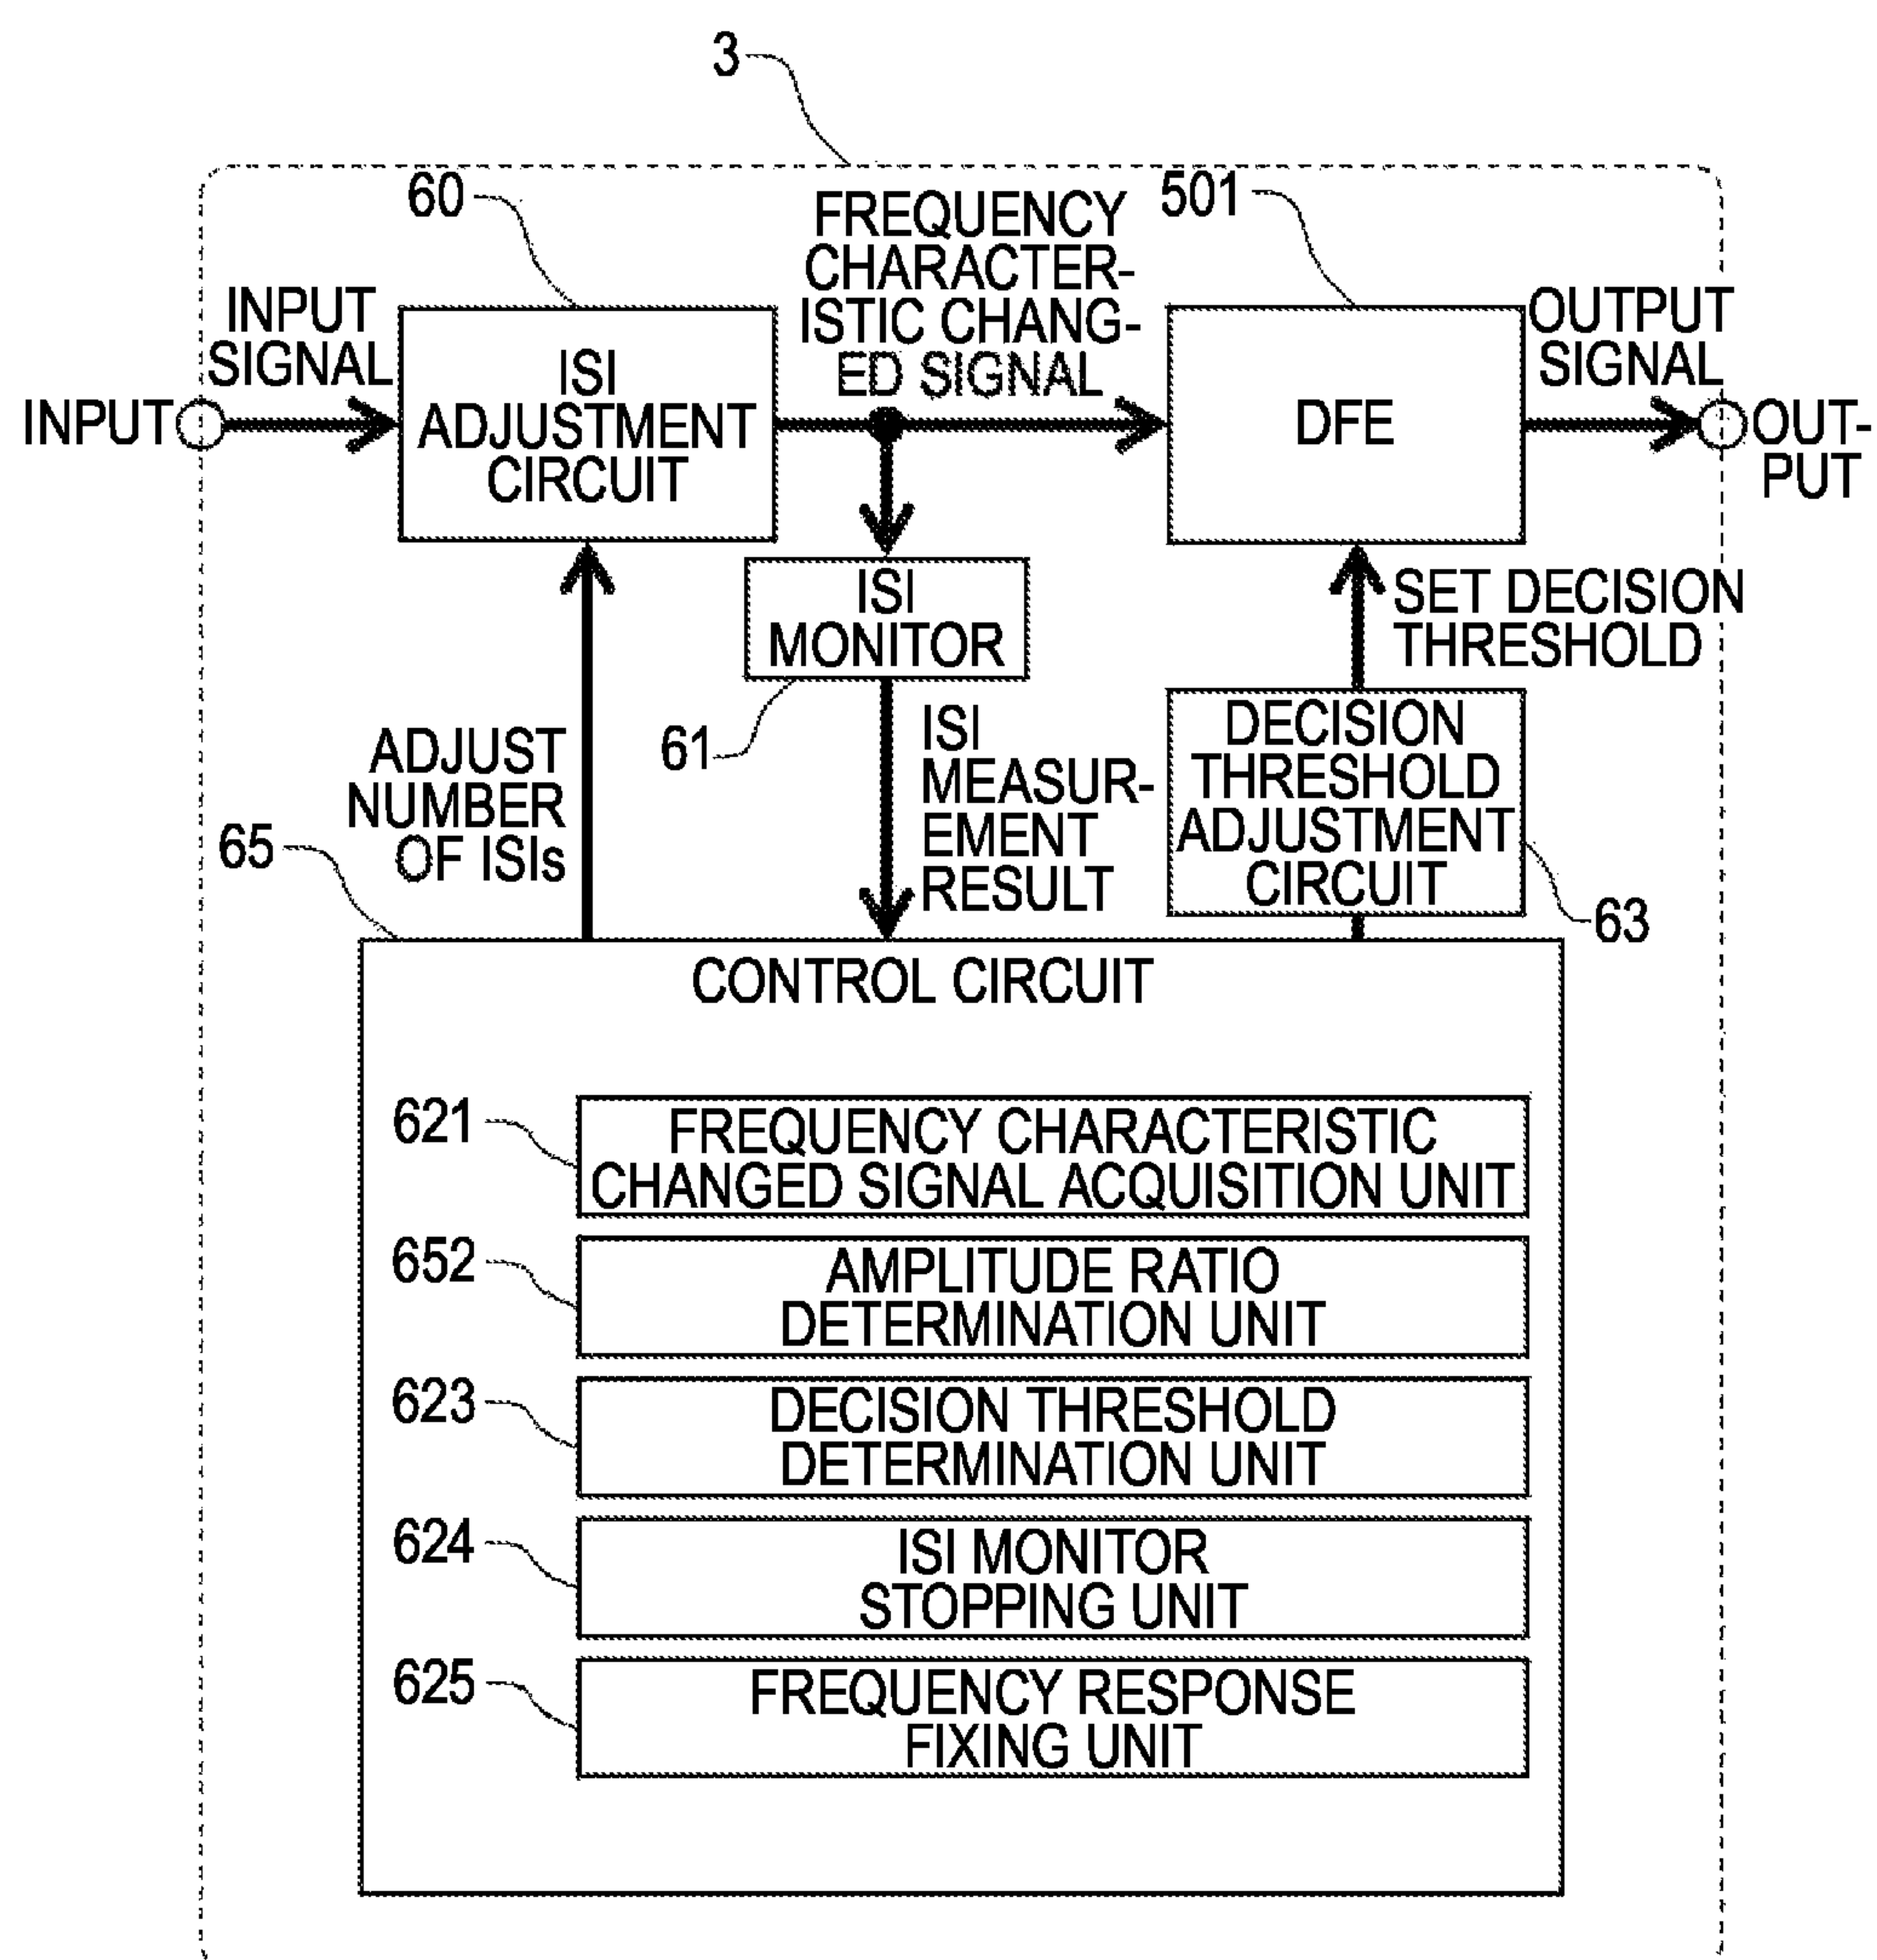 3
60
FREQUENCY
CHARACTER-
ISTIC CHANG-
ED SIGNAL
501
INPUT
SIGNAL
OUTPUT
SIGNAL
INPUT
ISI
ADJUSTMENT
CIRCUIT
DFE
OUT-
PUT
ISI
MONITOR
SET DECISION
THRESHOLD
61
ADJUST
NUMBER
OF ISIs
ISI
MEASUR-
EMENT
RESULT
DECISION
THRESHOLD
ADJUSTMENT
CIRCUIT
65
63
CONTROL CIRCUIT
621
FREQUENCY CHARACTERISTIC
CHANGED SIGNAL ACQUISITION UNIT
652
AMPLITUDE RATIO
DETERMINATION UNIT
623
DECISION THRESHOLD
DETERMINATION UNIT
624
ISI MONITOR
STOPPING UNIT
625
FREQUENCY RESPONSE
FIXING UNIT